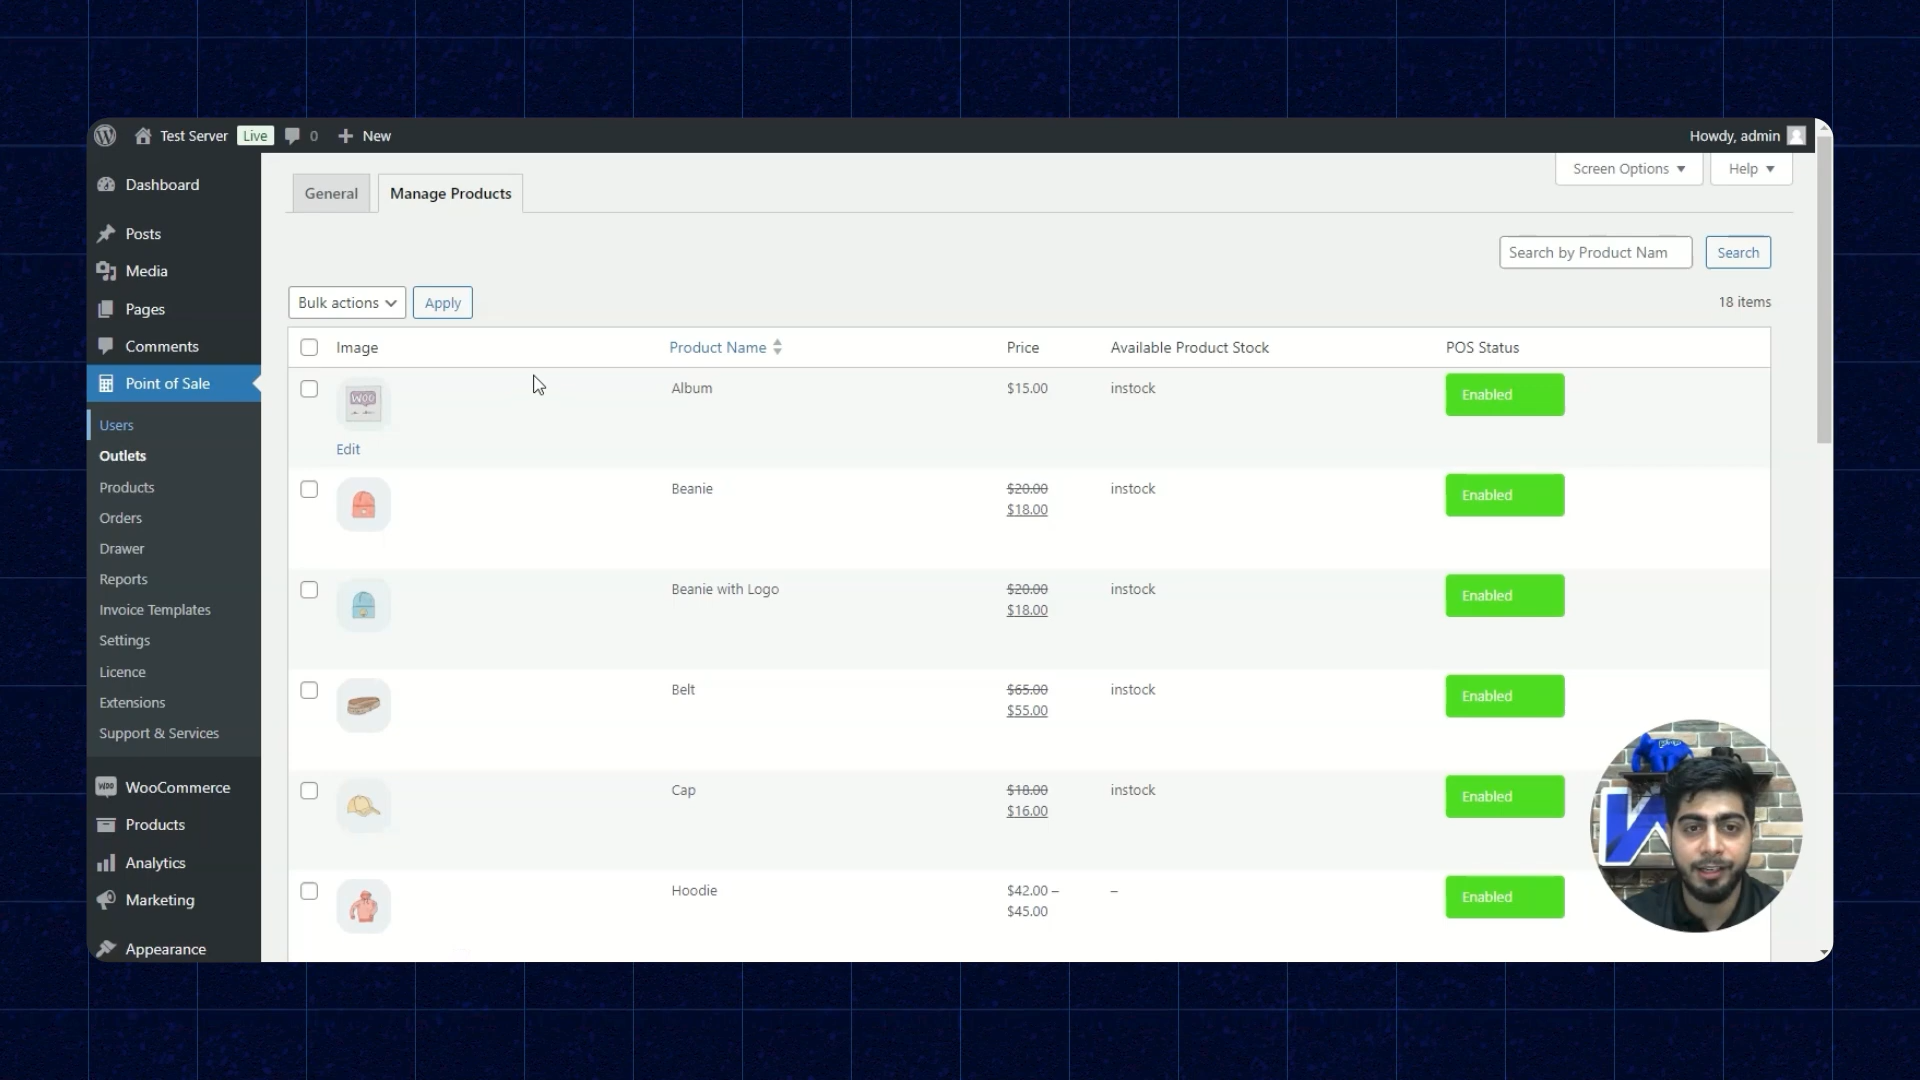 Test Server Live 0 New
Howdy, admin
Dashboard
Posts
Media
Pages
Comments
Point of Sale
Users
Outlets
Products
Orders
Drawer
Reports
Invoice Templates
Settings
Licence
Extensions
Support & Services
WooCommerce
Products
Analytics
Marketing
Appearance
Screen Options
Help
General
Manage Products
Search by Product Nam
Search
Bulk actions
Apply
18 items
Image Product Name Price Available Product Stock POS Status
WOO
Album $15.00 instock Enabled
Edit
Beanie $20.00 instock Enabled
$18.00
Beanie with Logo $20.00 instock Enabled
$18.00
Belt $65.00 instock Enabled
$55.00
Cap $18.00 instock Enabled
$16.00
Hoodie $42.00 – – Enabled
$45.00